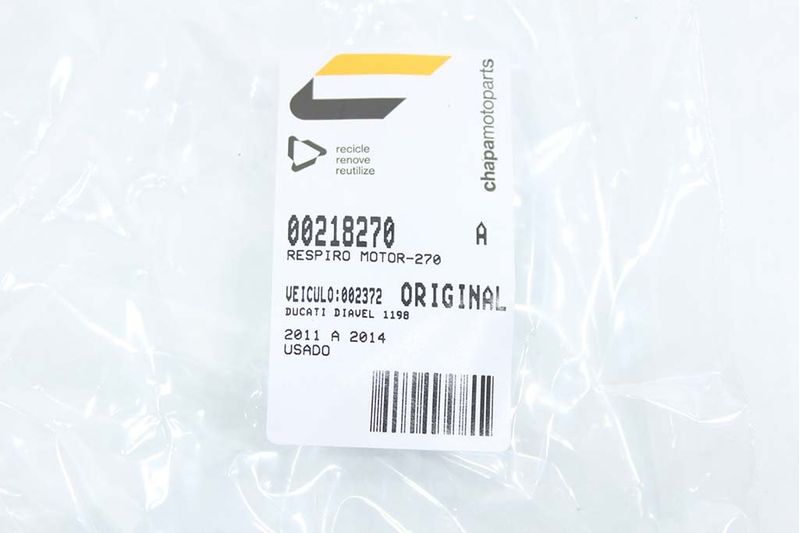 chapamotoparts
recicle
renove
reutilize
00218270 A
RESPIRO MOTOR-270
VEICULO:002372 ORIGINAL
DUCATI DIAVEL 1198
2011 A 2014
USADO